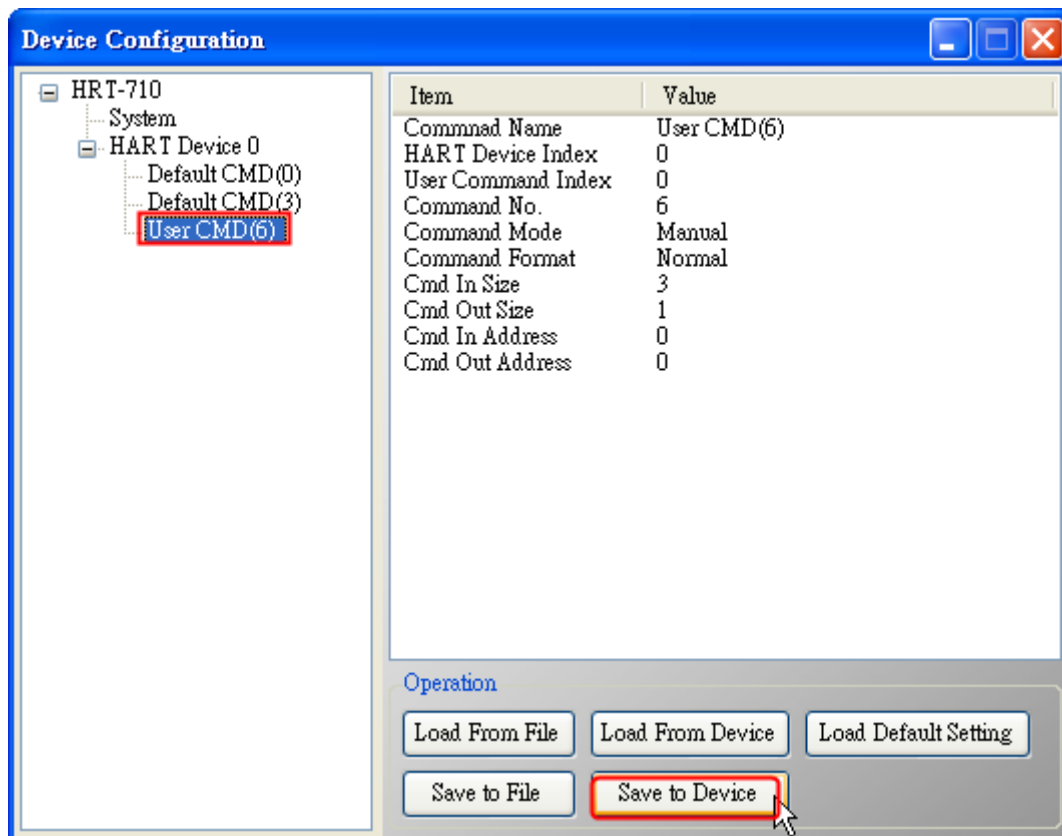 Device Configuration
HRT-710
System
HART Device 0
Default CMD(0)
Default CMD(3)
User CMD(6)
Item Value
Commnad Name User CMD(6)
HART Device Index 0
User Command Index 0
Command No. 6
Command Mode Manual
Command Format Normal
Cmd In Size 3
Cmd Out Size 1
Cmd In Address 0
Cmd Out Address 0
Operation
Load From File Load From Device Load Default Setting
Save to File Save to Device